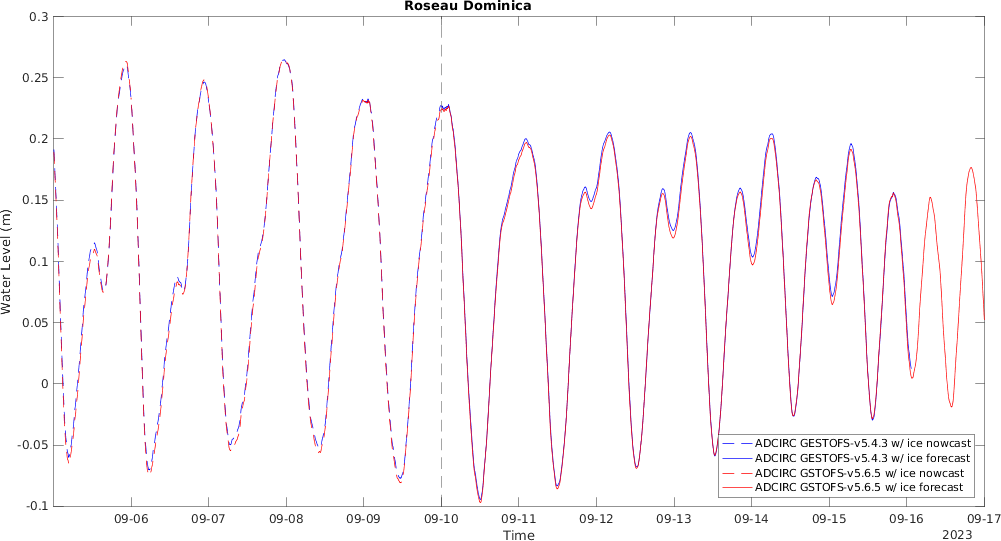 Roseau Dominica
0.3
0.25
0.2
0.15
0.1
0.05
0
-0.05
-0.1
Water Level (m)
ADCIRC GESTOFS-v5.4.3 w/ ice nowcast
ADCIRC GESTOFS-v5.4.3 w/ ice forecast
ADCIRC GSTOFS-v5.6.5 w/ ice nowcast
ADCIRC GSTOFS-v5.6.5 w/ ice forecast
09-06 09-07 09-08 09-09 09-10 09-11 09-12 09-13 09-14 09-15 09-16 09-17
Time
2023